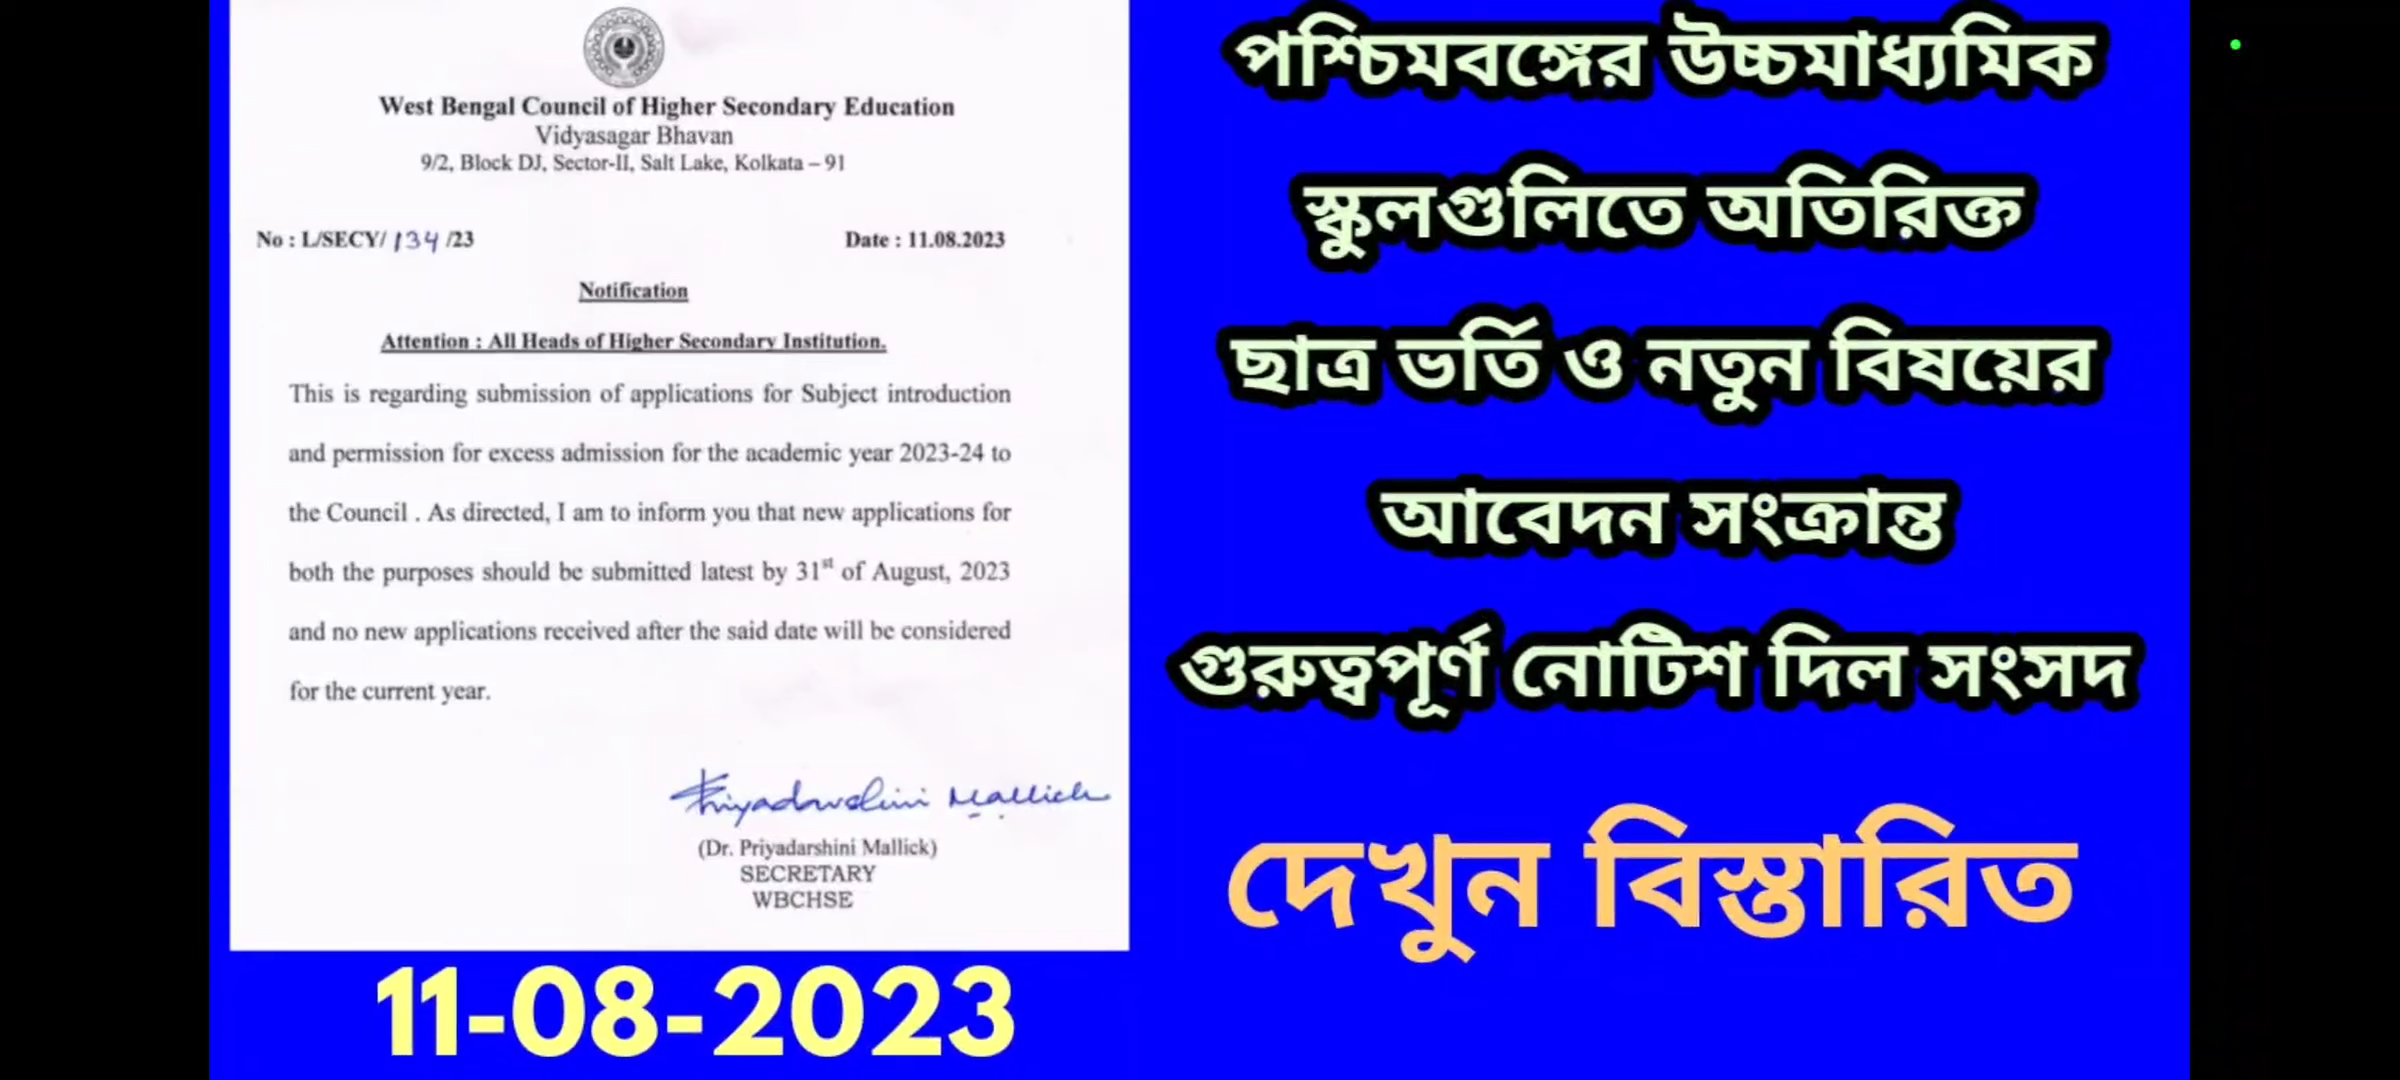 West Bengal Council of Higher Secondary Education
Vidyasagar Bhavan
9/2, Block DJ, Sector-II, Salt Lake, Kolkata – 91
No : L/SECY/ 134 /23
Date : 11.08.2023
Notification
Attention : All Heads of Higher Secondary Institution.
This is regarding submission of applications for Subject introduction
and permission for excess admission for the academic year 2023-24 to
the Council . As directed, I am to inform you that new applications for
both the purposes should be submitted latest by 31st of August, 2023
and no new applications received after the said date will be considered
for the current year.
Priyadarshini Mallick
(Dr. Priyadarshini Mallick)
SECRETARY
WBCHSE
11-08-2023
পশ্চিমবঙ্গের উচ্চমাধ্যমিক
স্কুলগুলিতে অতিরিক্ত
ছাত্র ভর্তি ও নতুন বিষয়ের
আবেদন সংক্রান্ত
গুরুত্বপূর্ণ নোটিশ দিল সংসদ
দেখুন বিস্তারিত